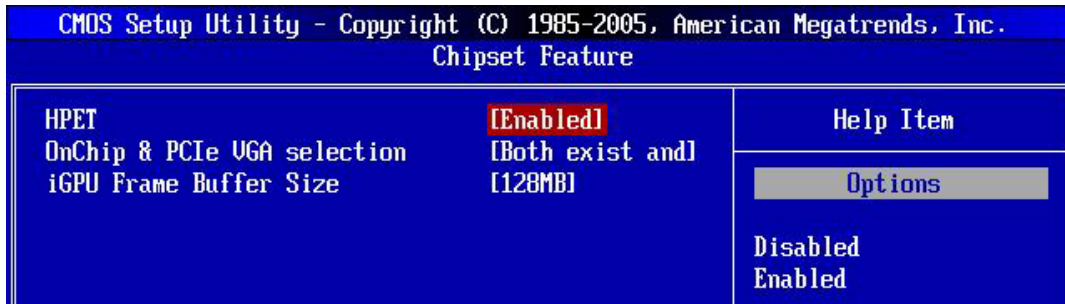 CMOS Setup Utility - Copyright (C) 1985-2005, American Megatrends, Inc.
Chipset Feature
HPET [Enabled]
OnChip & PCIe VGA selection [Both exist and]
iGPU Frame Buffer Size [128MB]
Help Item
Options
Disabled
Enabled